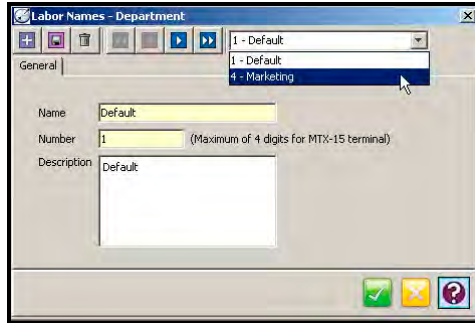 Labor Names - Department
1 - Default
1 - Default
4 - Marketing
General
Name Default
Number 1 (Maximum of 4 digits for MTX-15 terminal)
Description Default